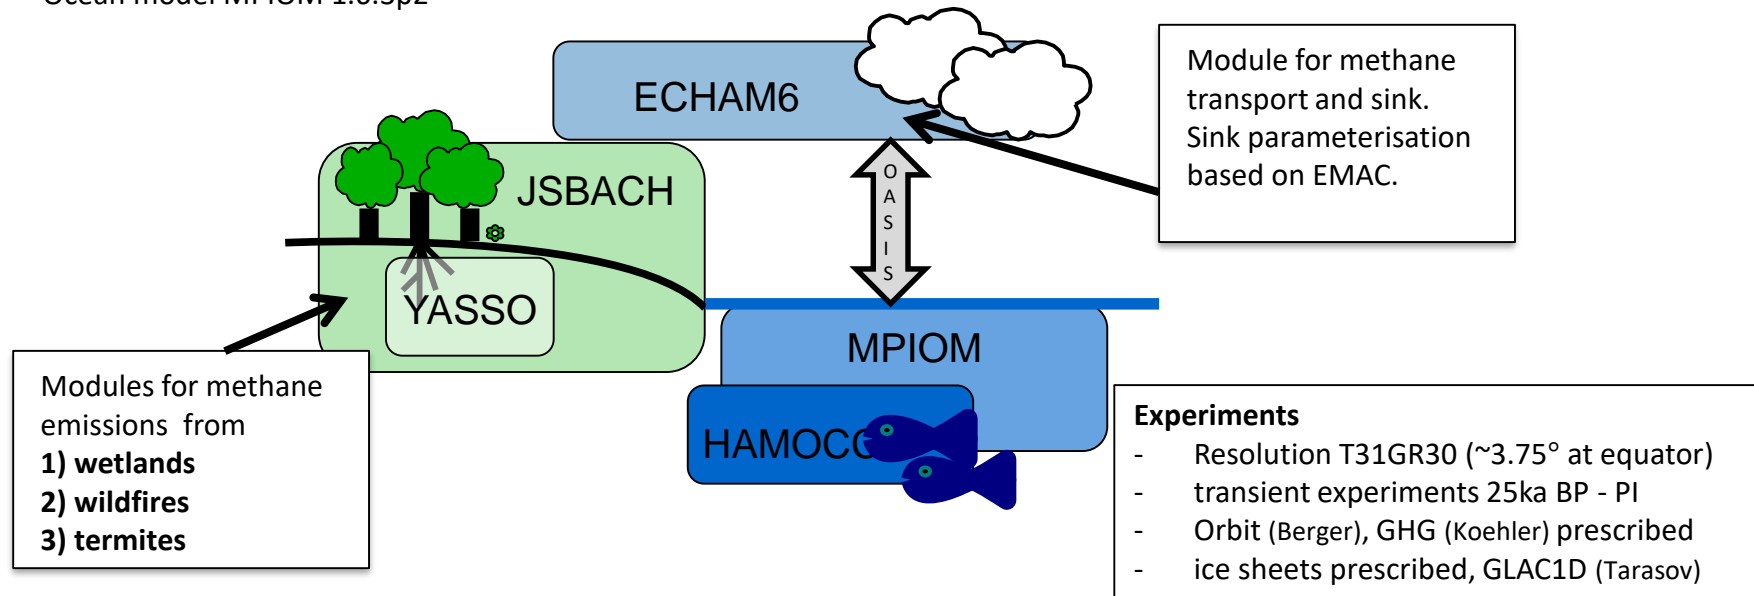 ECHAM6
Module for methane
transport and sink.
Sink parameterisation
based on EMAC.
OASIS
JSBACH
YASSO
MPIOM
Modules for methane
emissions from
1) wetlands
2) wildfires
3) termites
Experiments
- Resolution T31GR30 (~3.75° at equator)
- transient experiments 25ka BP - PI
- Orbit (Berger), GHG (Koehler) prescribed
- ice sheets prescribed, GLAC1D (Tarasov)